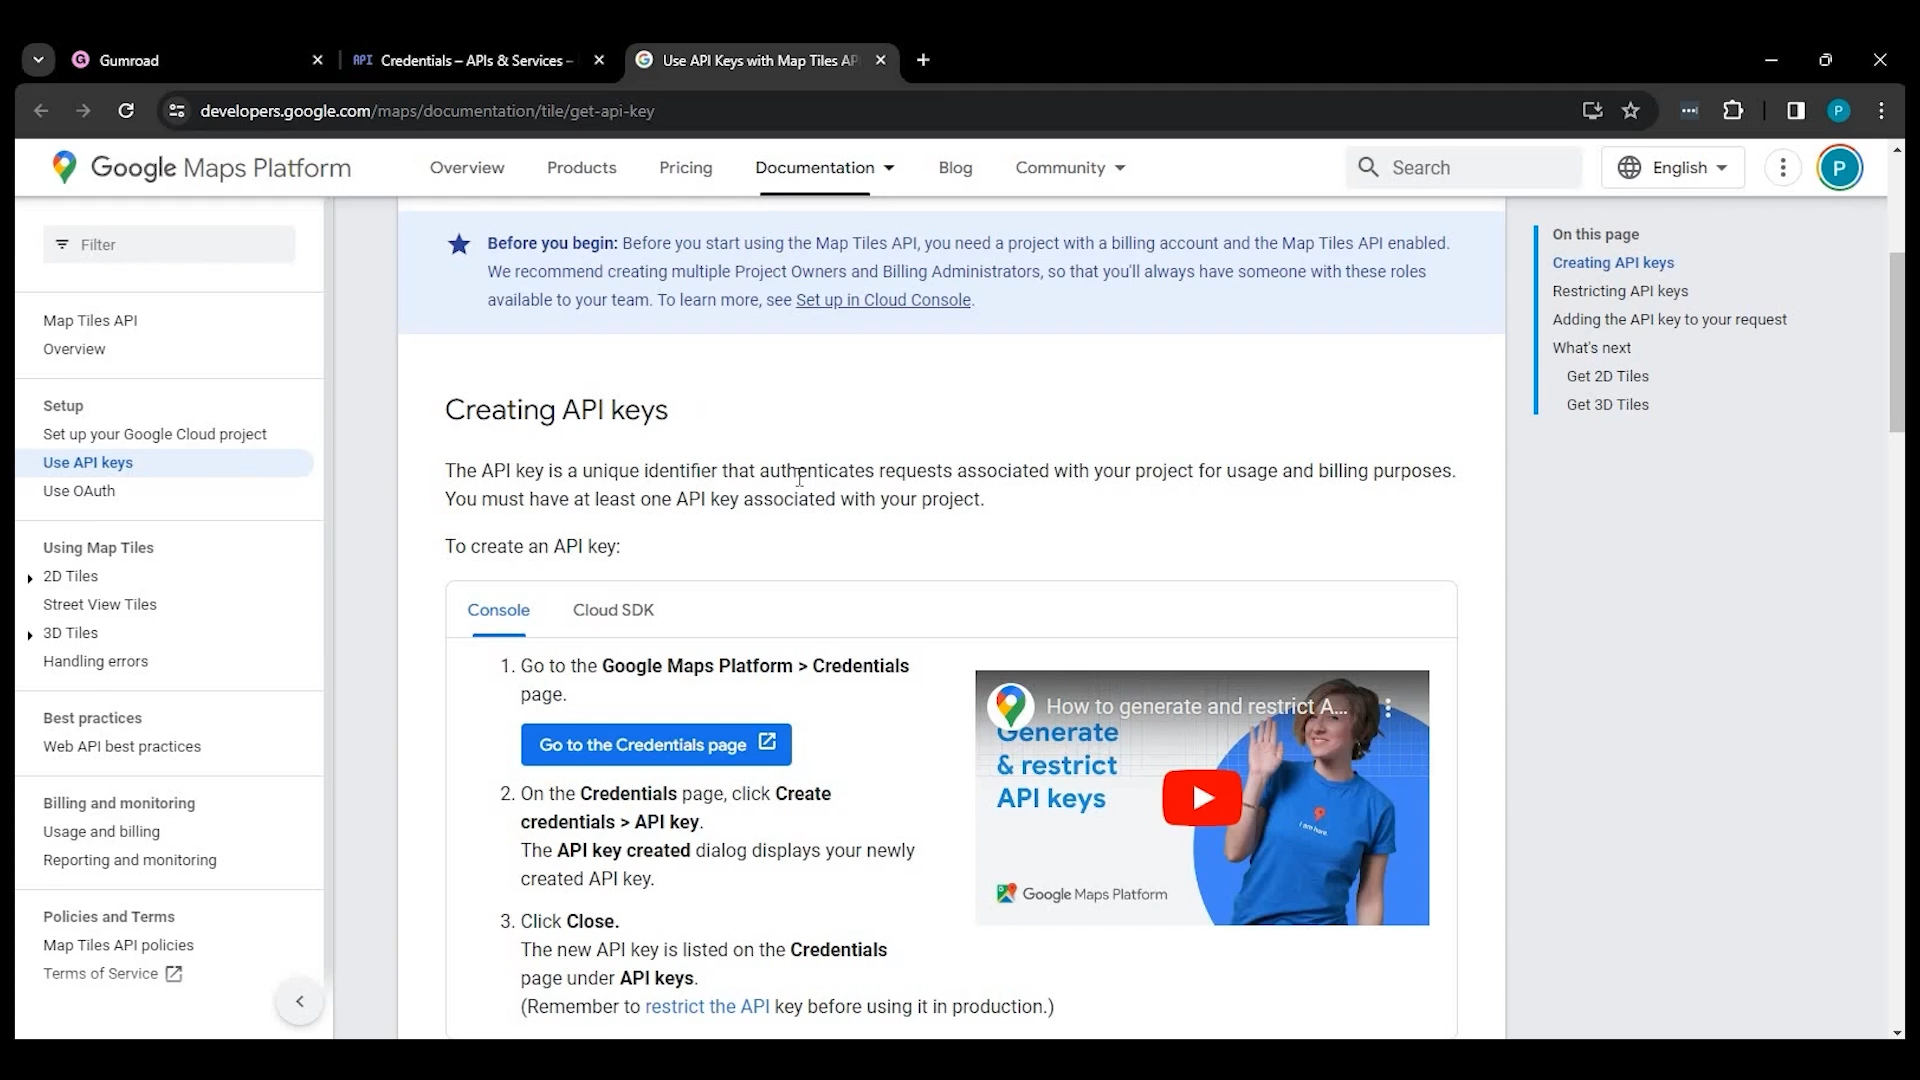 Gumroad
API Credentials – APIs & Services –
Use API Keys with Map Tiles AP
developers.google.com/maps/documentation/tile/get-api-key
P
Google Maps Platform
Overview
Products
Pricing
Documentation
Blog
Community
Search
English
P
Filter
Map Tiles API
Overview
Setup
Set up your Google Cloud project
Use API keys
Use OAuth
Using Map Tiles
2D Tiles
Street View Tiles
3D Tiles
Handling errors
Best practices
Web API best practices
Billing and monitoring
Usage and billing
Reporting and monitoring
Policies and Terms
Map Tiles API policies
Terms of Service
Before you begin: Before you start using the Map Tiles API, you need a project with a billing account and the Map Tiles API enabled.
We recommend creating multiple Project Owners and Billing Administrators, so that you'll always have someone with these roles
available to your team. To learn more, see Set up in Cloud Console.
Creating API keys
The API key is a unique identifier that authenticates requests associated with your project for usage and billing purposes.
You must have at least one API key associated with your project.
To create an API key:
Console
Cloud SDK
1. Go to the Google Maps Platform > Credentials
page.
Go to the Credentials page
2. On the Credentials page, click Create
credentials > API key.
The API key created dialog displays your newly
created API key.
3. Click Close.
The new API key is listed on the Credentials
page under API keys.
(Remember to restrict the API key before using it in production.)
How to generate and restrict A...
Generate
& restrict
API keys
I am here.
Google Maps Platform
On this page
Creating API keys
Restricting API keys
Adding the API key to your request
What's next
Get 2D Tiles
Get 3D Tiles